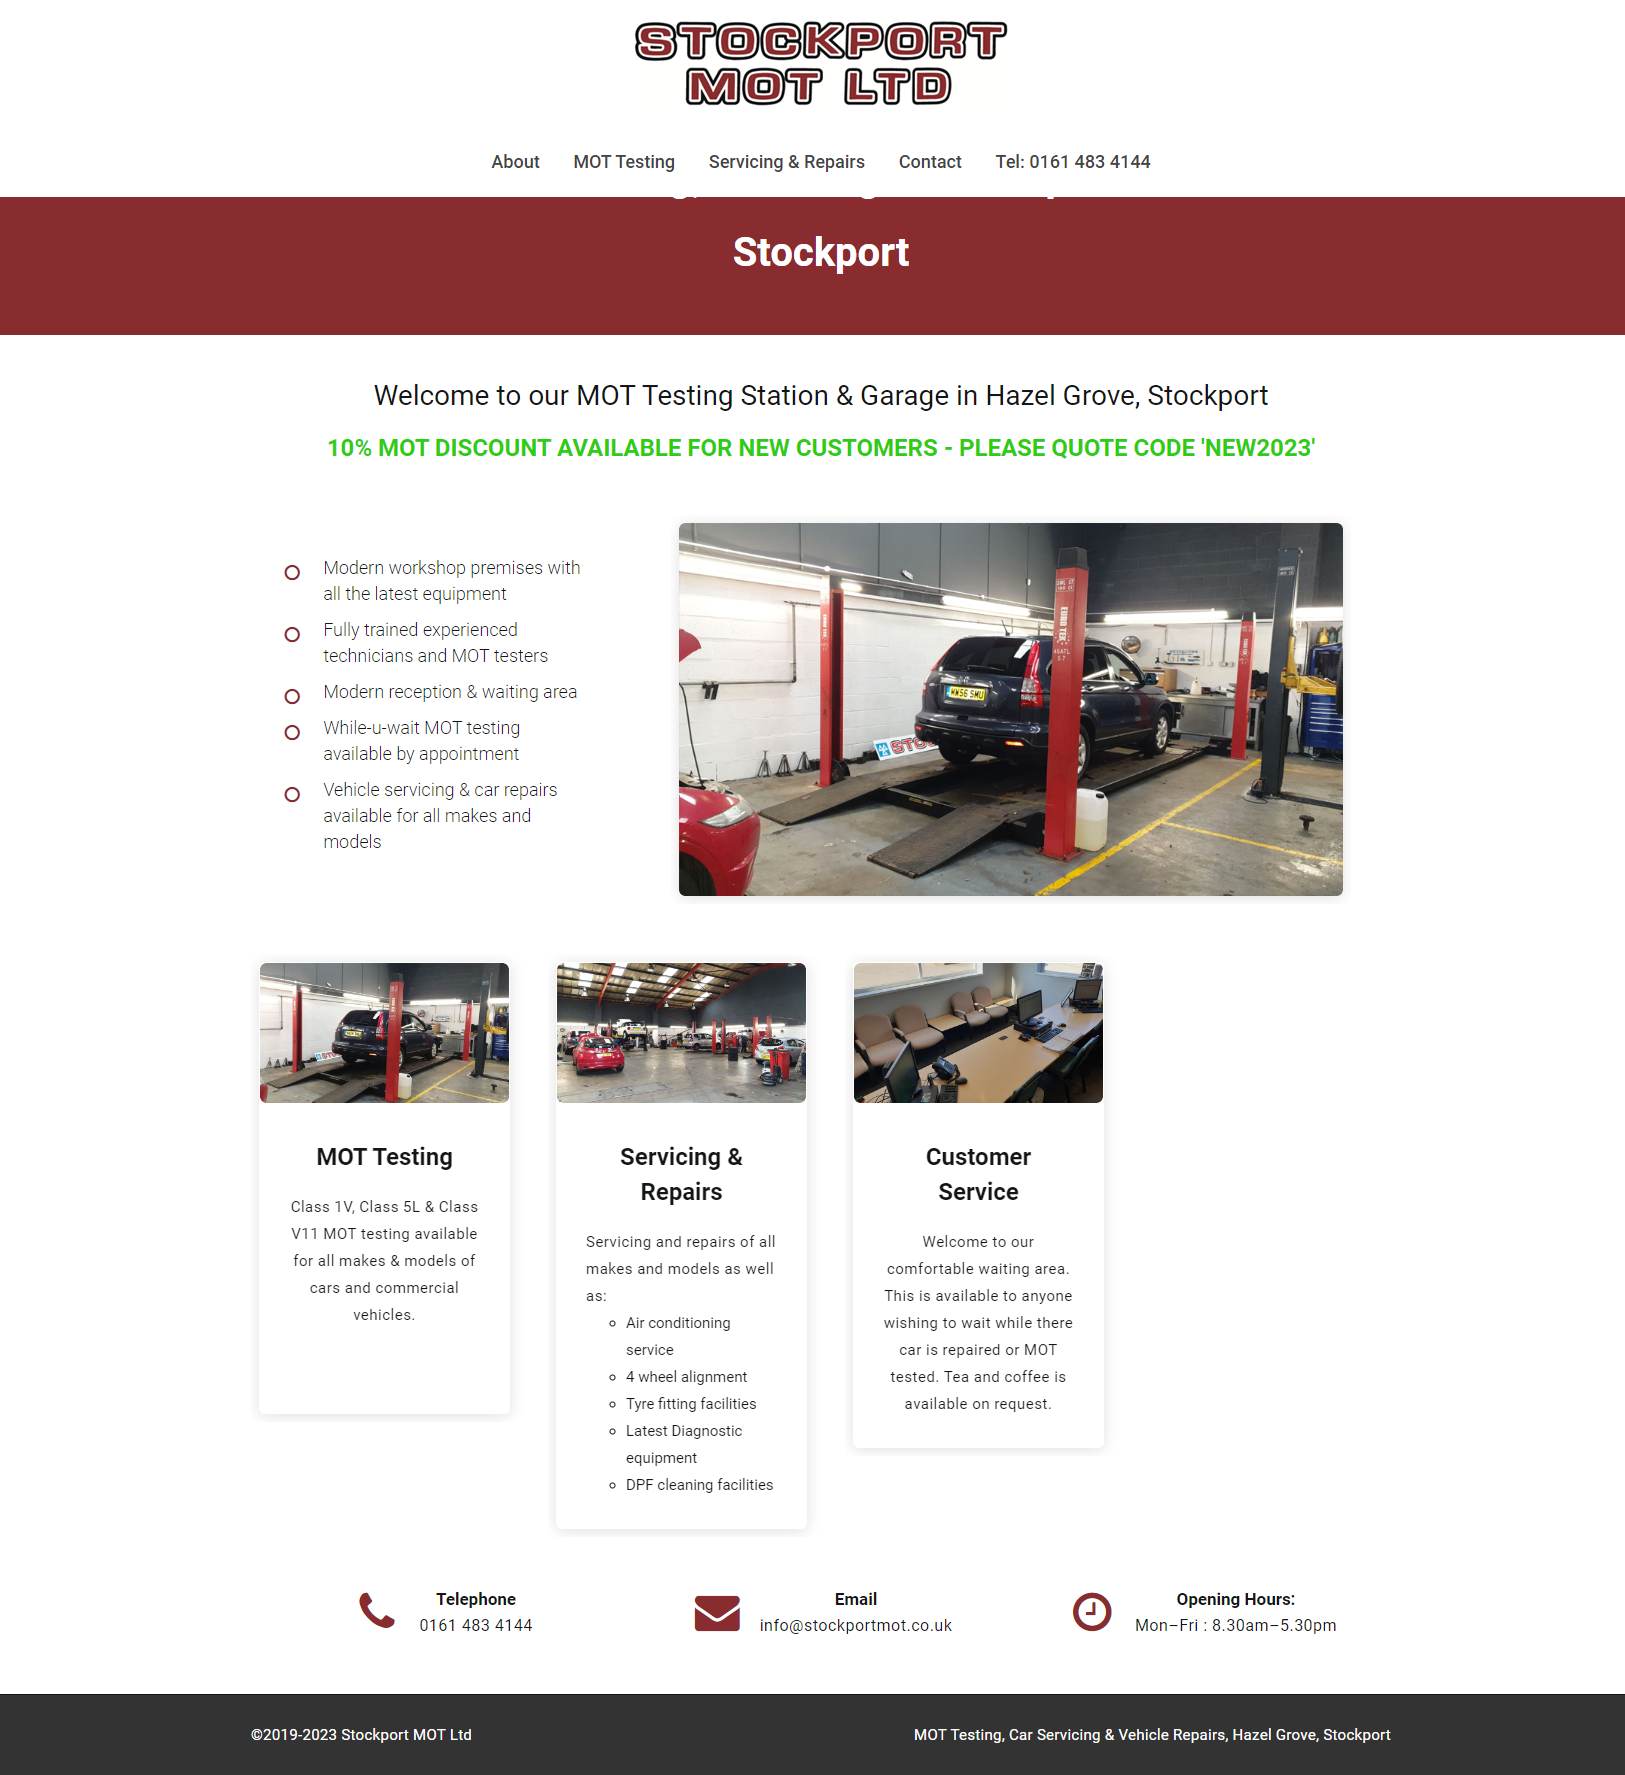 STOCKPORT
MOT LTD
About MOT Testing Servicing & Repairs Contact Tel: 0161 483 4144
Stockport
Welcome to our MOT Testing Station & Garage in Hazel Grove, Stockport
10% MOT DISCOUNT AVAILABLE FOR NEW CUSTOMERS - PLEASE QUOTE CODE 'NEW2023'
Modern workshop premises with
all the latest equipment
Fully trained experienced
technicians and MOT testers
Modern reception & waiting area
While-u-wait MOT testing
available by appointment
Vehicle servicing & car repairs
available for all makes and
models
EURO TEK
MW56 SMU
STOC
MOT Testing
Class 1V, Class 5L & Class
V11 MOT testing available
for all makes & models of
cars and commercial
vehicles.
Servicing &
Repairs
Servicing and repairs of all
makes and models as well
as:
Air conditioning
service
4 wheel alignment
Tyre fitting facilities
Latest Diagnostic
equipment
DPF cleaning facilities
Customer
Service
Welcome to our
comfortable waiting area.
This is available to anyone
wishing to wait while there
car is repaired or MOT
tested. Tea and coffee is
available on request.
Telephone
0161 483 4144
Email
info@stockportmot.co.uk
Opening Hours:
Mon–Fri : 8.30am–5.30pm
©2019-2023 Stockport MOT Ltd
MOT Testing, Car Servicing & Vehicle Repairs, Hazel Grove, Stockport